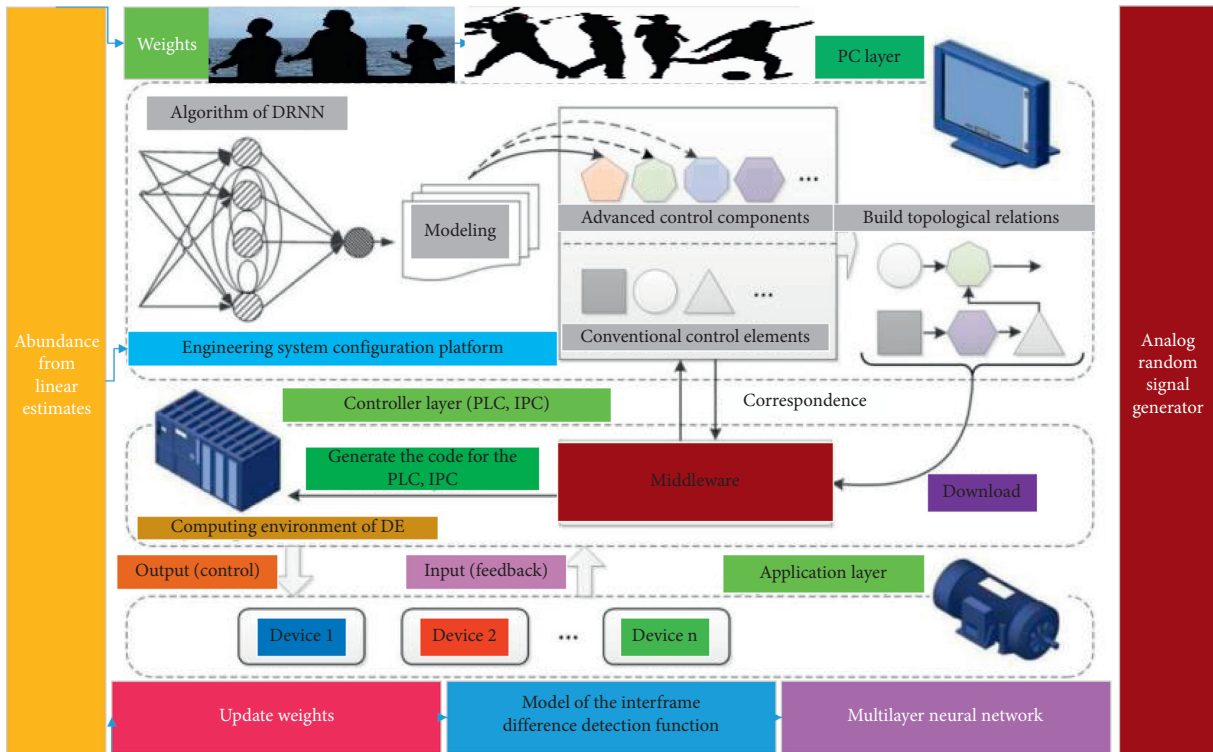 Weights
PC layer
Algorithm of DRNN
Modeling
...
Advanced control components
Build topological relations
...
Conventional control elements
Engineering system configuration platform
Abundance
from
linear
estimates
Analog
random
signal
generator
Controller layer (PLC, IPC)
Correspondence
Generate the code for the
PLC, IPC
Middleware
Download
Computing environment of DE
Output (control)
Input (feedback)
Application layer
Device 1
Device 2
...
Device n
Update weights
Model of the interframe
difference detection function
Multilayer neural network